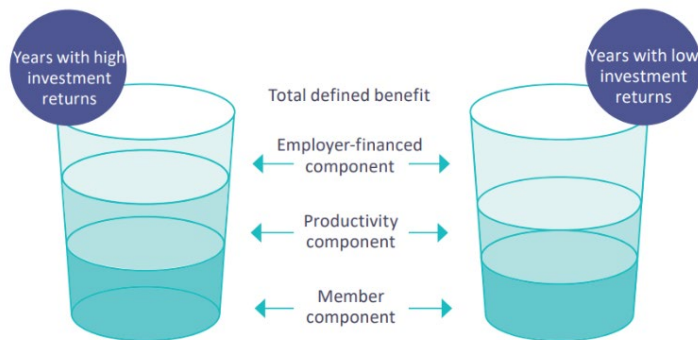 Years with high
investment
returns
Years with low
investment
returns
Total defined benefit
Employer-financed
component
Productivity
component
Member
component